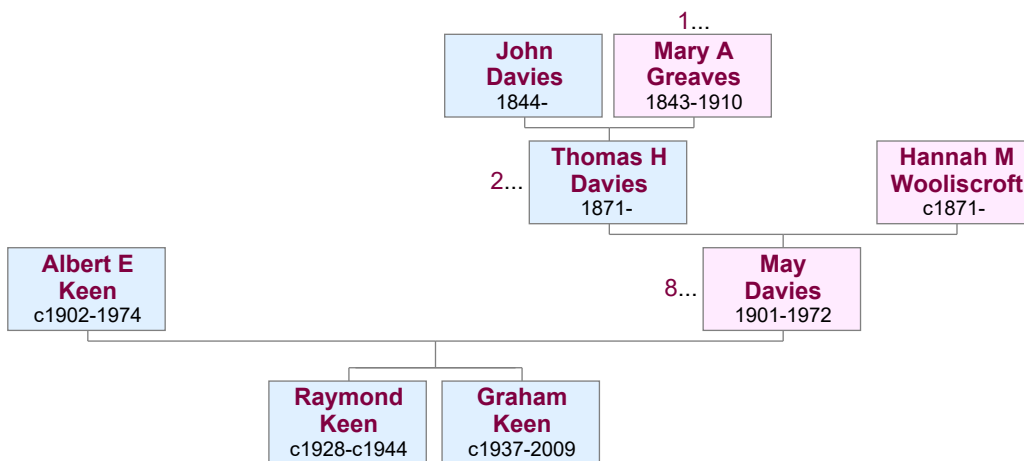 1...
John
Davies
1844-
Mary A
Greaves
1843-1910
2...
Thomas H
Davies
1871-
Hannah M
Wooliscroft
c1871-
Albert E
Keen
c1902-1974
8...
May
Davies
1901-1972
Raymond
Keen
c1928-c1944
Graham
Keen
c1937-2009